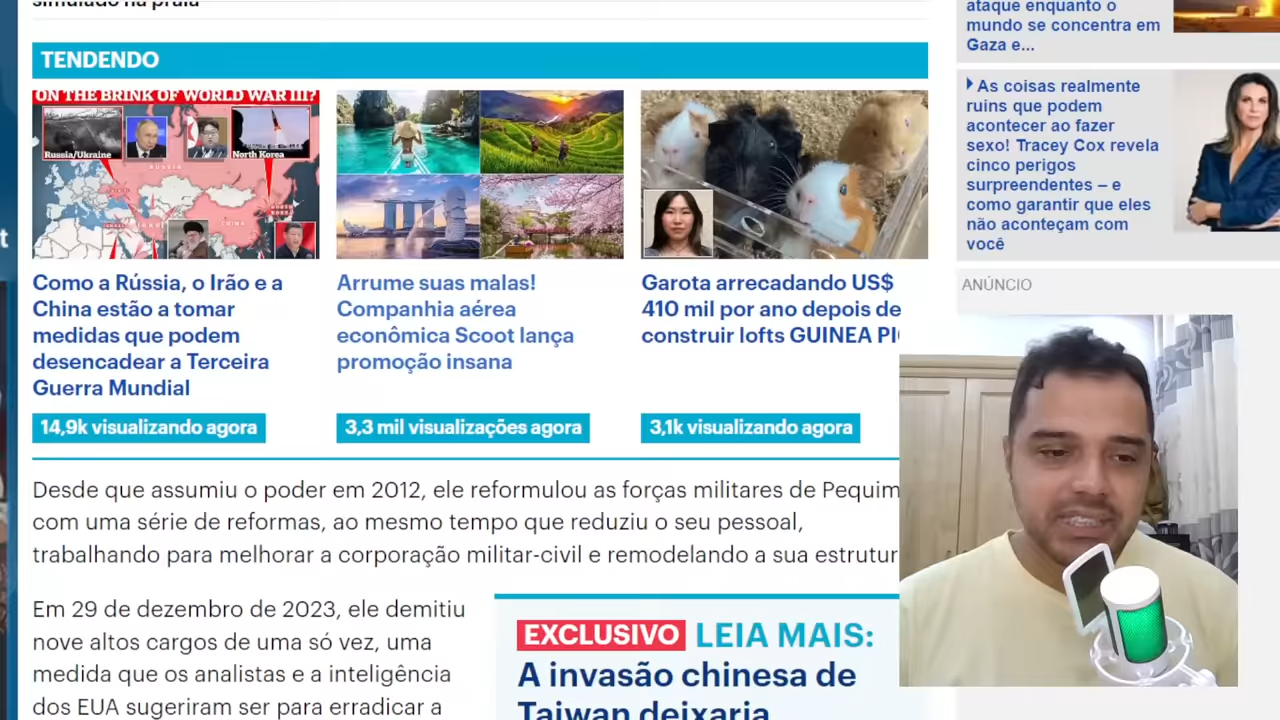 simulado na praia
TENDENDO
ON THE BRINK OF WORLD WAR III?
Russia/Ukraine
North Korea
RUSSIA
CHINA
Como a Rússia, o Irão e a
China estão a tomar
medidas que podem
desencadear a Terceira
Guerra Mundial
14,9k visualizando agora
Arrume suas malas!
Companhia aérea
econômica Scoot lança
promoção insana
3,3 mil visualizações agora
Garota arrecadando US$
410 mil por ano depois de
construir lofts GUINEA PI
3,1k visualizando agora
Desde que assumiu o poder em 2012, ele reformulou as forças militares de Pequim
com uma série de reformas, ao mesmo tempo que reduziu o seu pessoal,
trabalhando para melhorar a corporação militar-civil e remodelando a sua estrutur
Em 29 de dezembro de 2023, ele demitiu
nove altos cargos de uma só vez, uma
medida que os analistas e a inteligência
dos EUA sugeriram ser para erradicar a
EXCLUSIVO LEIA MAIS:
A invasão chinesa de
Taiwan deixaria
ataque enquanto o
mundo se concentra em
Gaza e...
As coisas realmente
ruins que podem
acontecer ao fazer
sexo! Tracey Cox revela
cinco perigos
surpreendentes – e
como garantir que eles
não aconteçam com
você
ANÚNCIO
t